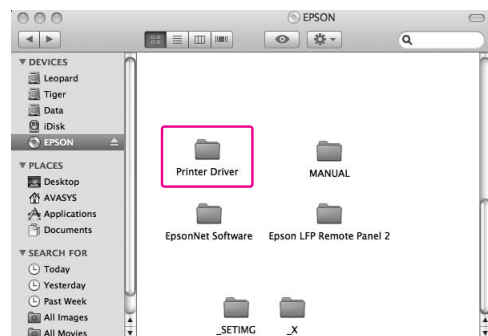 EPSON
DEVICES
Leopard
Tiger
Data
iDisk
EPSON
PLACES
Desktop
AVASYS
Applications
Documents
SEARCH FOR
Today
Yesterday
Past Week
All Images
All Movies
Printer Driver
MANUAL
EpsonNet Software
Epson LFP Remote Panel 2
_SETIMG
_X